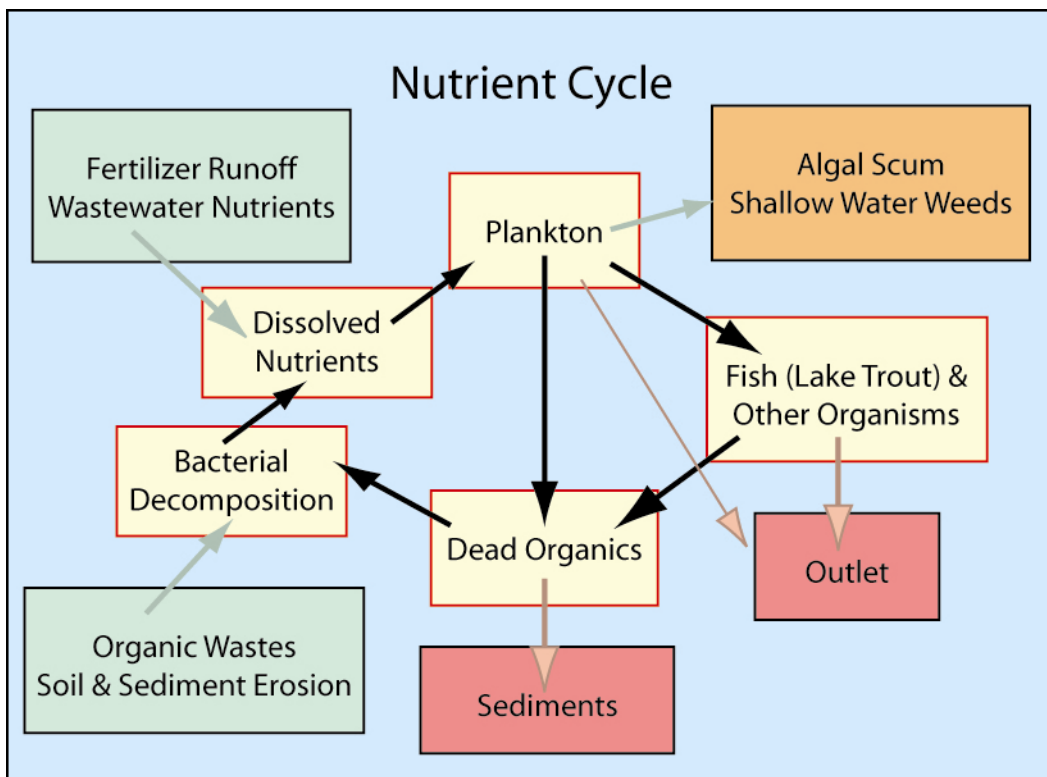 Nutrient Cycle
Fertilizer Runoff
Wastewater Nutrients
Algal Scum
Shallow Water Weeds
Plankton
Dissolved
Nutrients
Fish (Lake Trout) &
Other Organisms
Bacterial
Decomposition
Dead Organics
Outlet
Organic Wastes
Soil & Sediment Erosion
Sediments